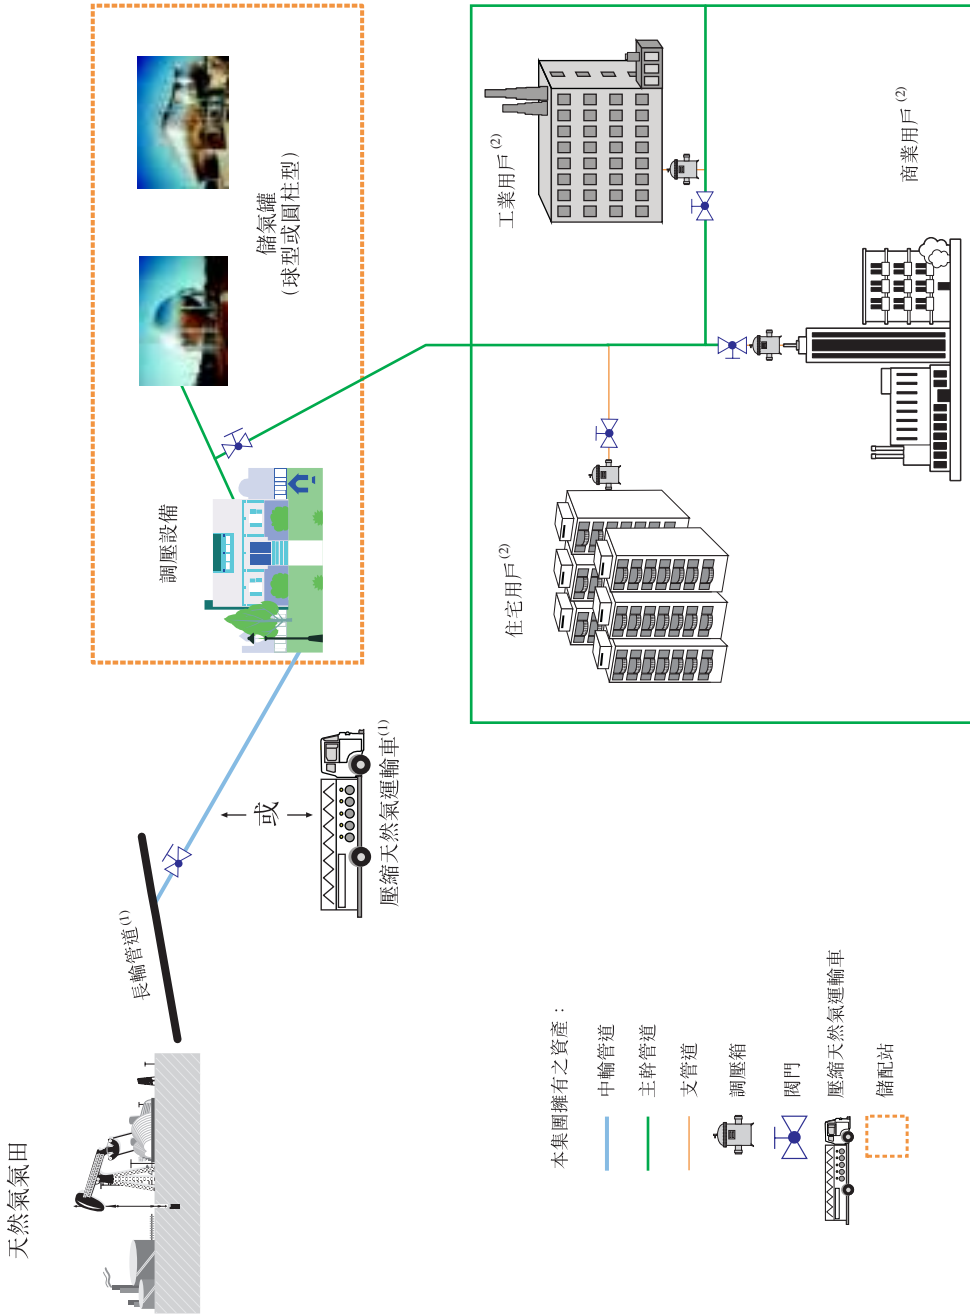 天然氣氣田
長輸管道(1)
或
壓縮天然氣運輸車(1)
調壓設備
儲氣罐
(球型或圓柱型)
住宅用戶(2)
工業用戶(2)
商業用戶(2)
本集團擁有之資產：
中輸管道
主幹管道
支管道
調壓箱
閥門
壓縮天然氣運輸車
儲配站